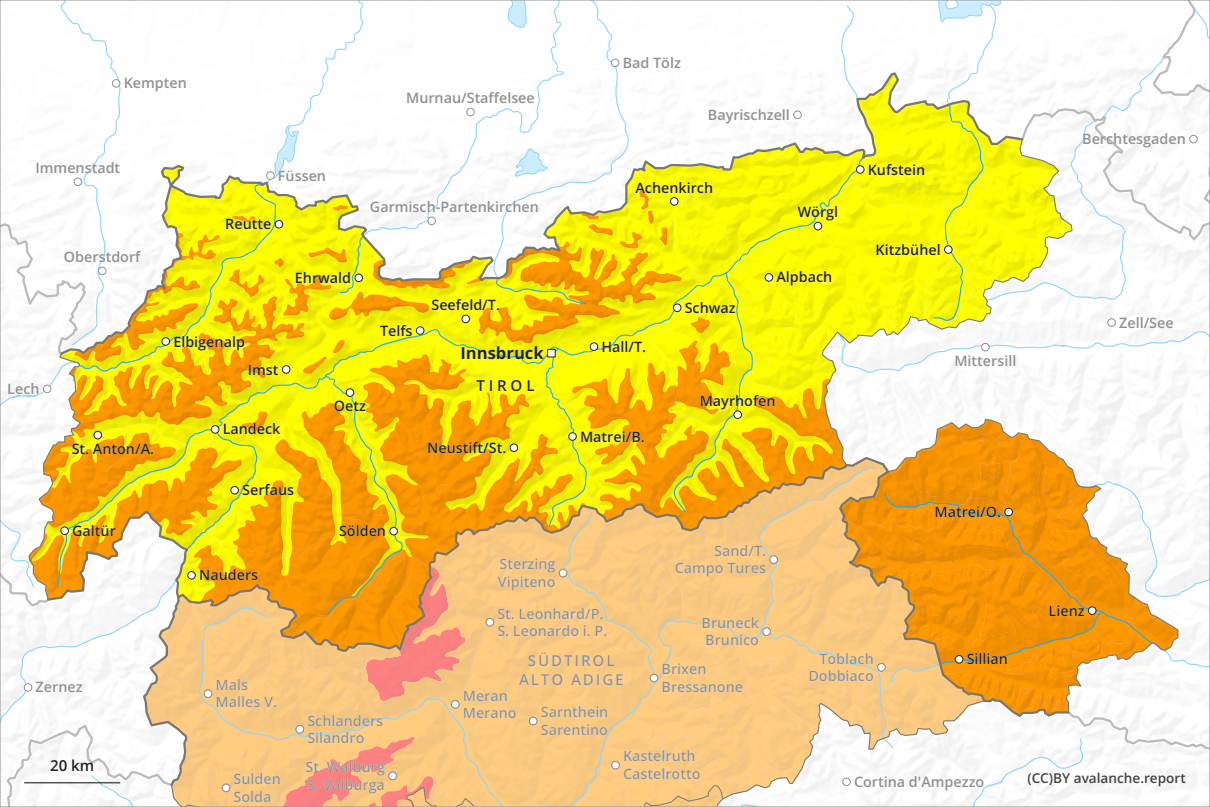 Bad Tölz
Kempten
Murnau/Staffelsee
Bayrischzell
Berchtesgaden
Immenstadt
Füssen
Kufstein
Achenkirch
Garmisch-Partenkirchen
Wörgl
Reutte
Kitzbühel
Oberstdorf
Ehrwald
Alpbach
Seefeld/T.
Schwaz
Zell/See
Telfs
Elbigenalp
Hall/T.
Innsbruck
Mittersill
Imst
TIROL
Lech
Oetz
Mayrhofen
Landeck
Matrei/B.
St. Anton/A.
Neustift/St.
Serfaus
Matrei/O.
Galtür
Sölden
Sand/T.
Campo Tures
Sterzing
Vipiteno
Nauders
Lienz
St. Leonhard/P.
S. Leonardo i. P.
Bruneck
Brunico
Sillian
SÜDTIROL
ALTO ADIGE
Toblach
Dobbiaco
Brixen
Bressanone
Zernez
Mals
Malles V.
Meran
Merano
Sarnthein
Sarentino
Schlanders
Silandro
Kastelruth
Castelrotto
St. Walburg
S. Valburga
20 km
Sulden
Solda
Cortina d'Ampezzo
(CC)BY avalanche.report